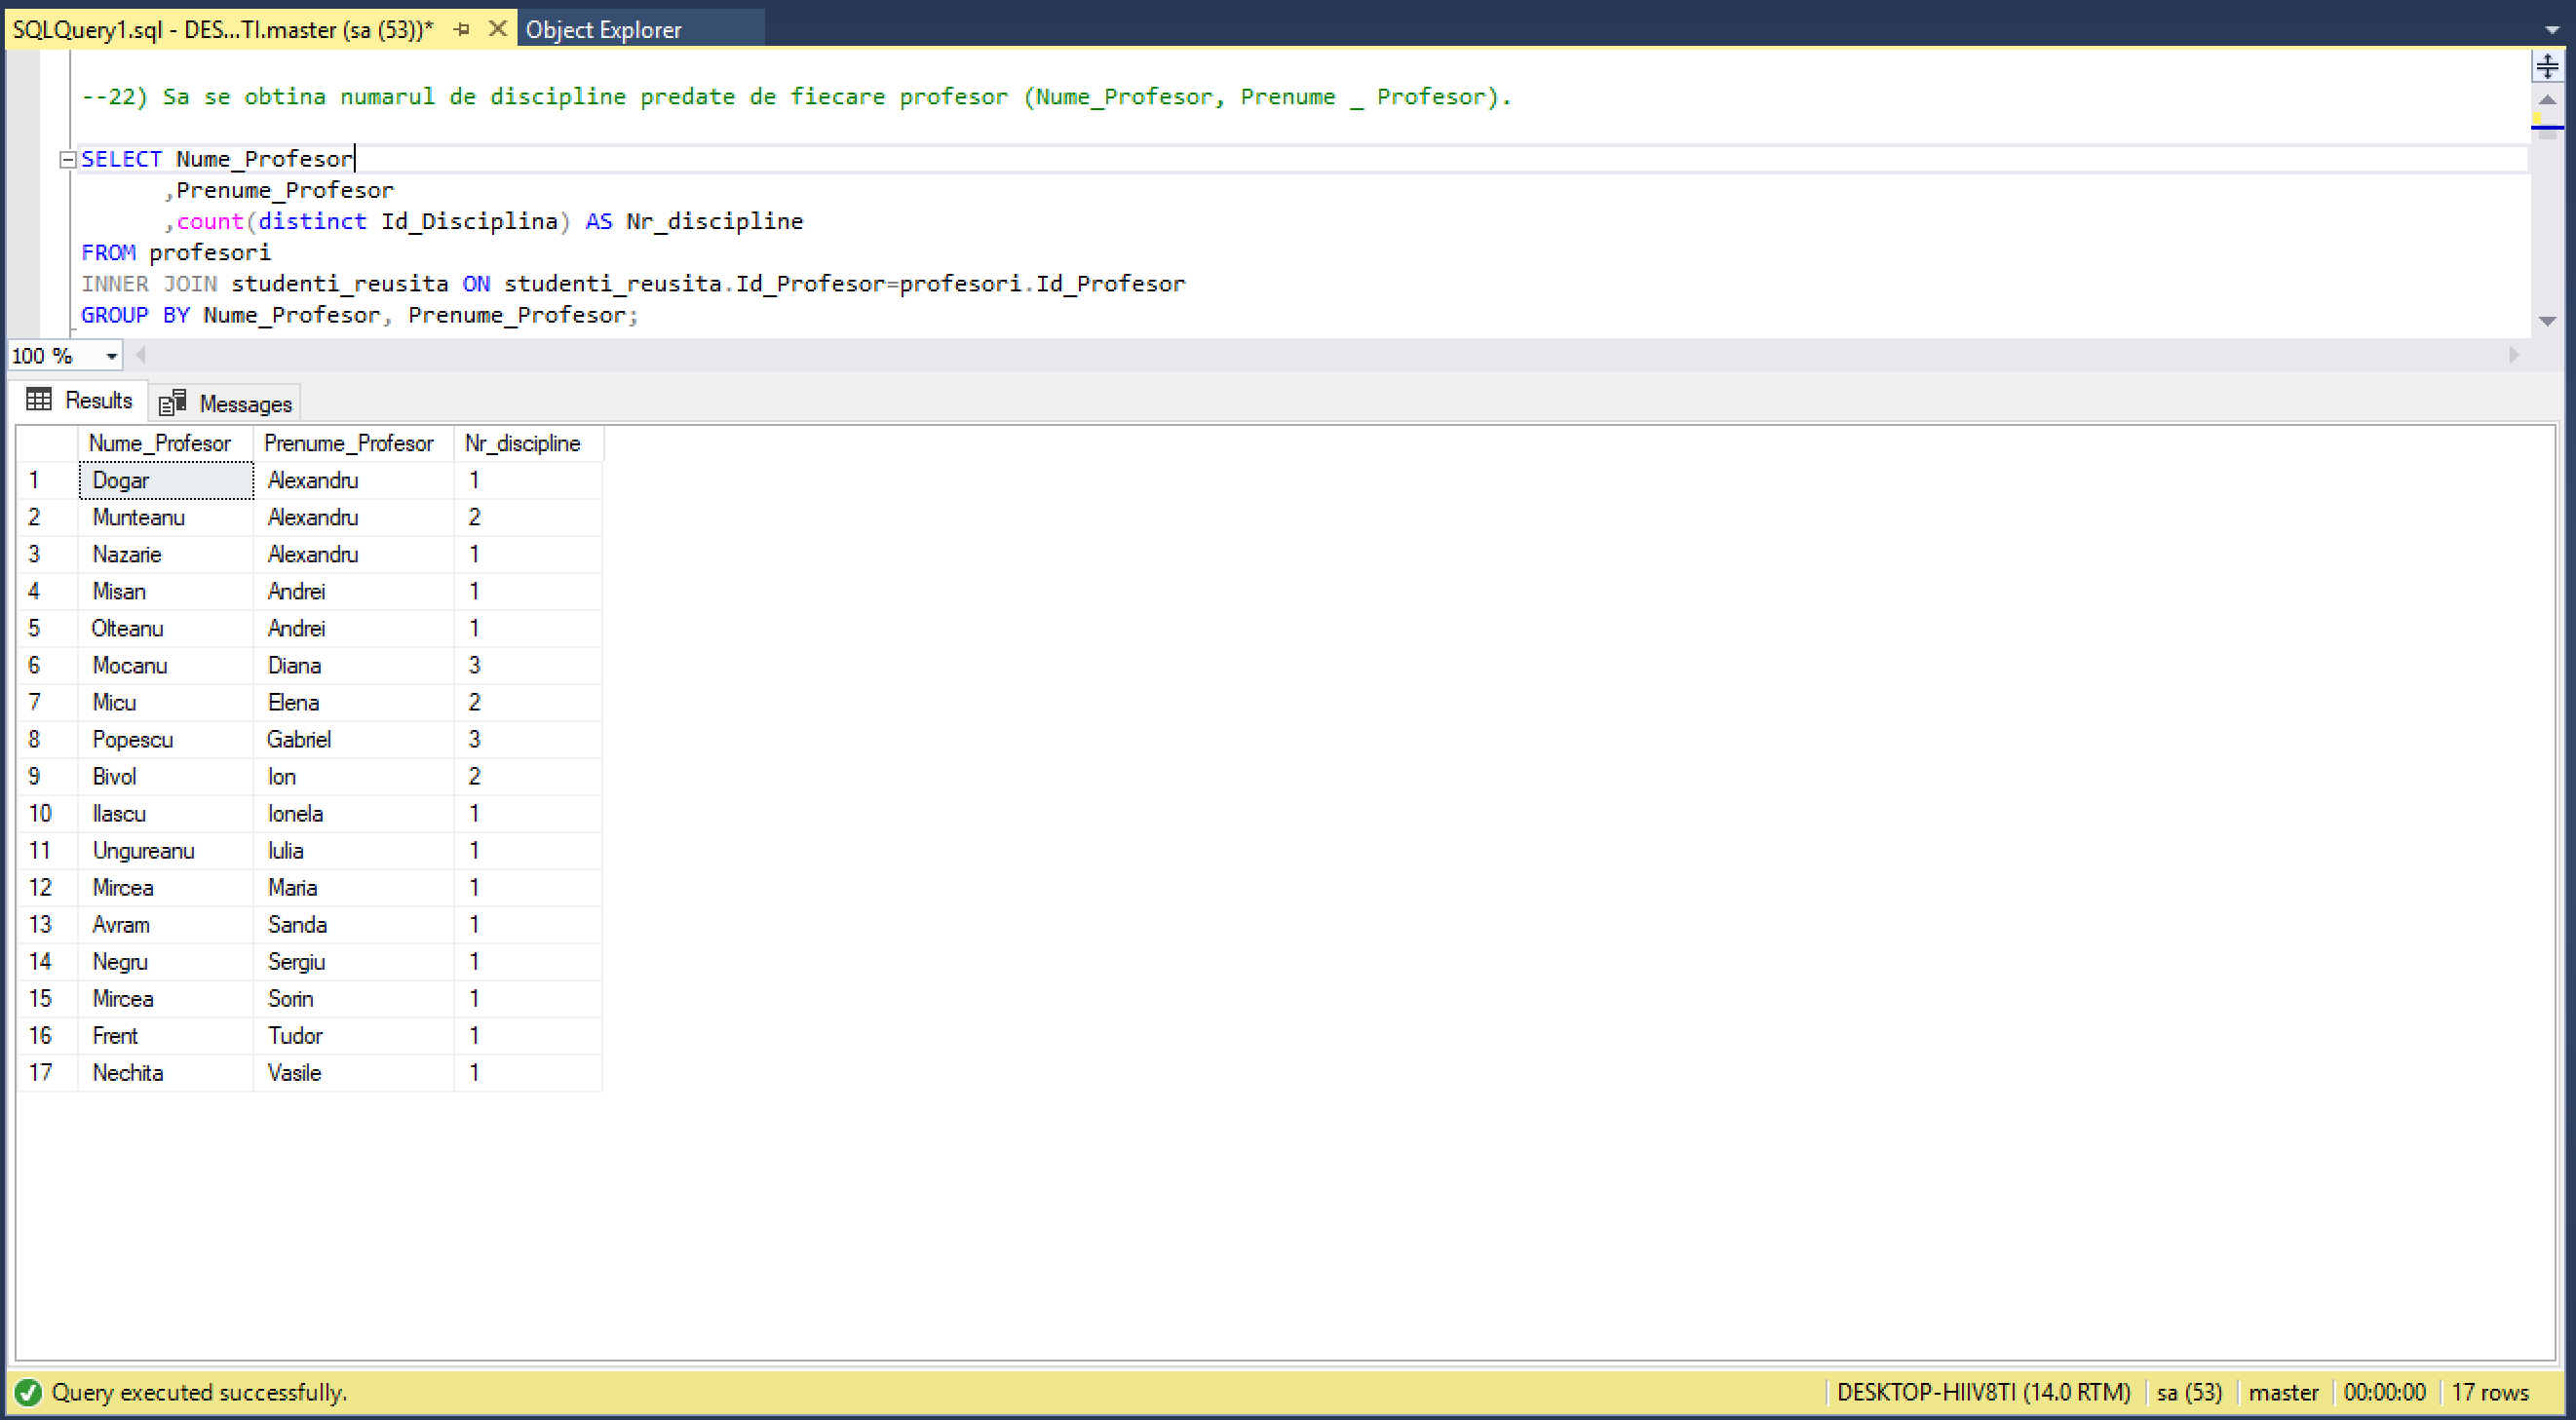 SQLQuery1.sql - DES...TI.master (sa (53))* Object Explorer
--22) Sa se obtina numarul de discipline predate de fiecare profesor (Nume_Profesor, Prenume _ Profesor).
SELECT Nume_Profesor
,Prenume_Profesor
,count(distinct Id_Disciplina) AS Nr_discipline
FROM profesori
INNER JOIN studenti_reusita ON studenti_reusita.Id_Profesor=profesori.Id_Profesor
GROUP BY Nume_Profesor, Prenume_Profesor;
100 %
Results Messages
Nume_Profesor Prenume_Profesor Nr_discipline
1 Dogar Alexandru 1
2 Munteanu Alexandru 2
3 Nazarie Alexandru 1
4 Misan Andrei 1
5 Olteanu Andrei 1
6 Mocanu Diana 3
7 Micu Elena 2
8 Popescu Gabriel 3
9 Bivol Ion 2
10 Ilascu Ionela 1
11 Ungureanu Iulia 1
12 Mircea Maria 1
13 Avram Sanda 1
14 Negru Sergiu 1
15 Mircea Sorin 1
16 Frent Tudor 1
17 Nechita Vasile 1
Query executed successfully. DESKTOP-HIIV8TI (14.0 RTM) sa (53) master 00:00:00 17 rows